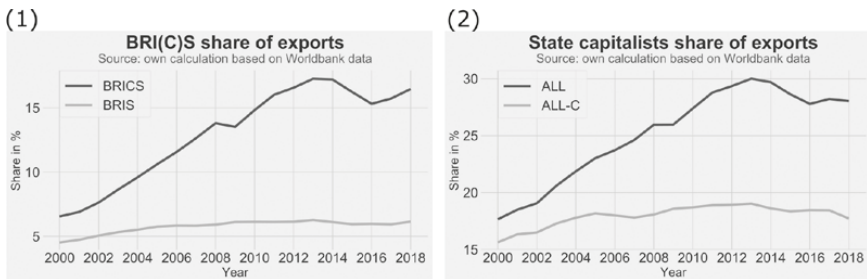 (1)
BRI(C)S share of exports
Source: own calculation based on Worldbank data
BRICS
BRIS
15
10
5
Share in %
2000 2002 2004 2006 2008 2010 2012 2014 2016 2018
Year
(2)
State capitalists share of exports
Source: own calculation based on Worldbank data
ALL
ALL-C
30
25
20
15
Share in %
2000 2002 2004 2006 2008 2010 2012 2014 2016 2018
Year